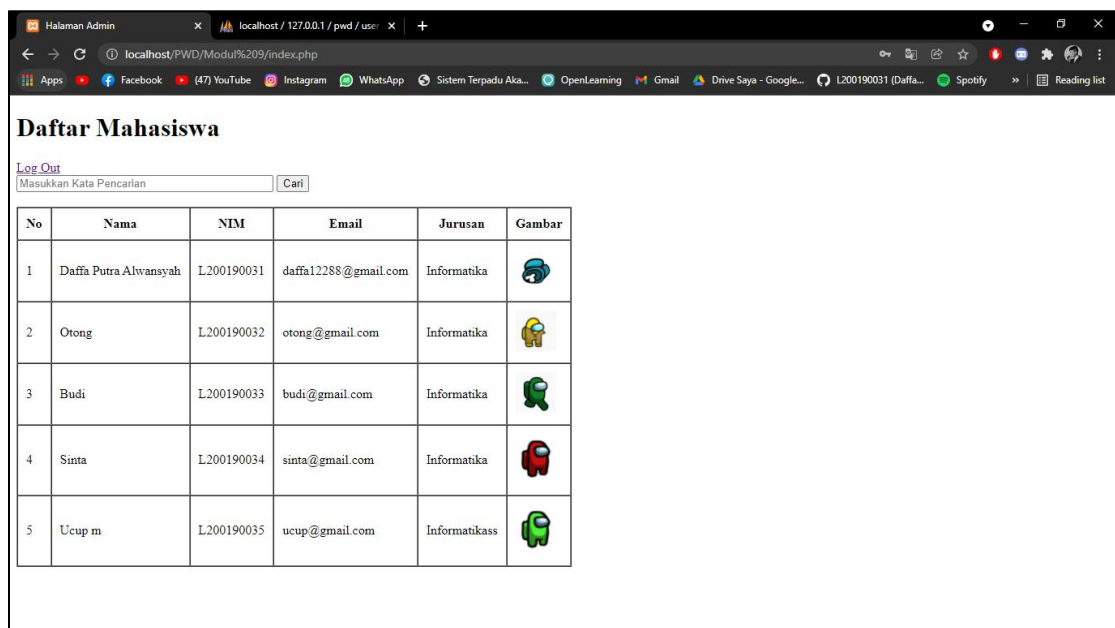 Halaman Admin
localhost / 127.0.0.1 / pwd / user
localhost/PWD/Modul%209/index.php
Apps Facebook (47) YouTube Instagram WhatsApp Sistem Terpadu Aka... OpenLearning Gmail Drive Saya - Google... L200190031 (Daffa... Spotify » Reading list
Daftar Mahasiswa
Log Out
Masukkan Kata Pencarian Cari
No Nama NIM Email Jurusan Gambar
1 Daffa Putra Alwansyah L200190031 daffa12288@gmail.com Informatika
2 Otong L200190032 otong@gmail.com Informatika
3 Budi L200190033 budi@gmail.com Informatika
4 Sinta L200190034 sinta@gmail.com Informatika
5 Ucup m L200190035 ucup@gmail.com Informatikass